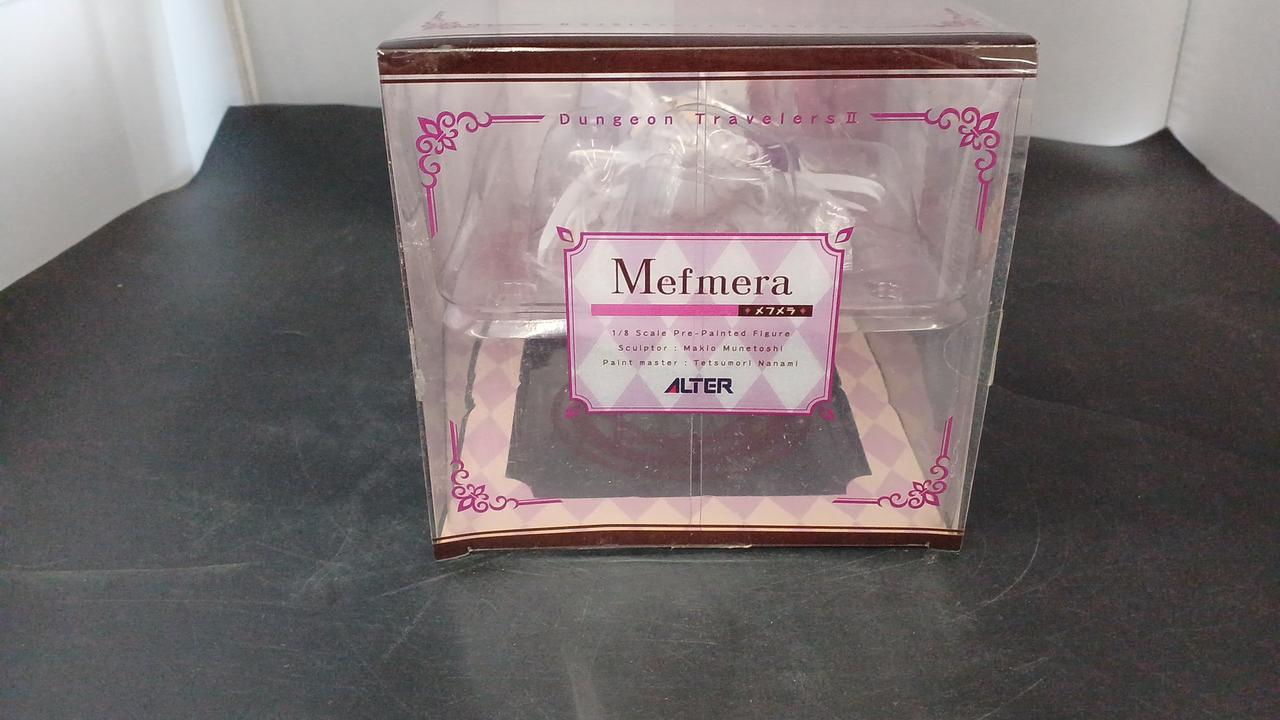 Dungeon Travelers II
Mefmera
メフメラ
1/8 Scale Pre-Painted Figure
Sculptor : Makio Munetoshi
Paint master : Tetsumori Nanami
ALTER